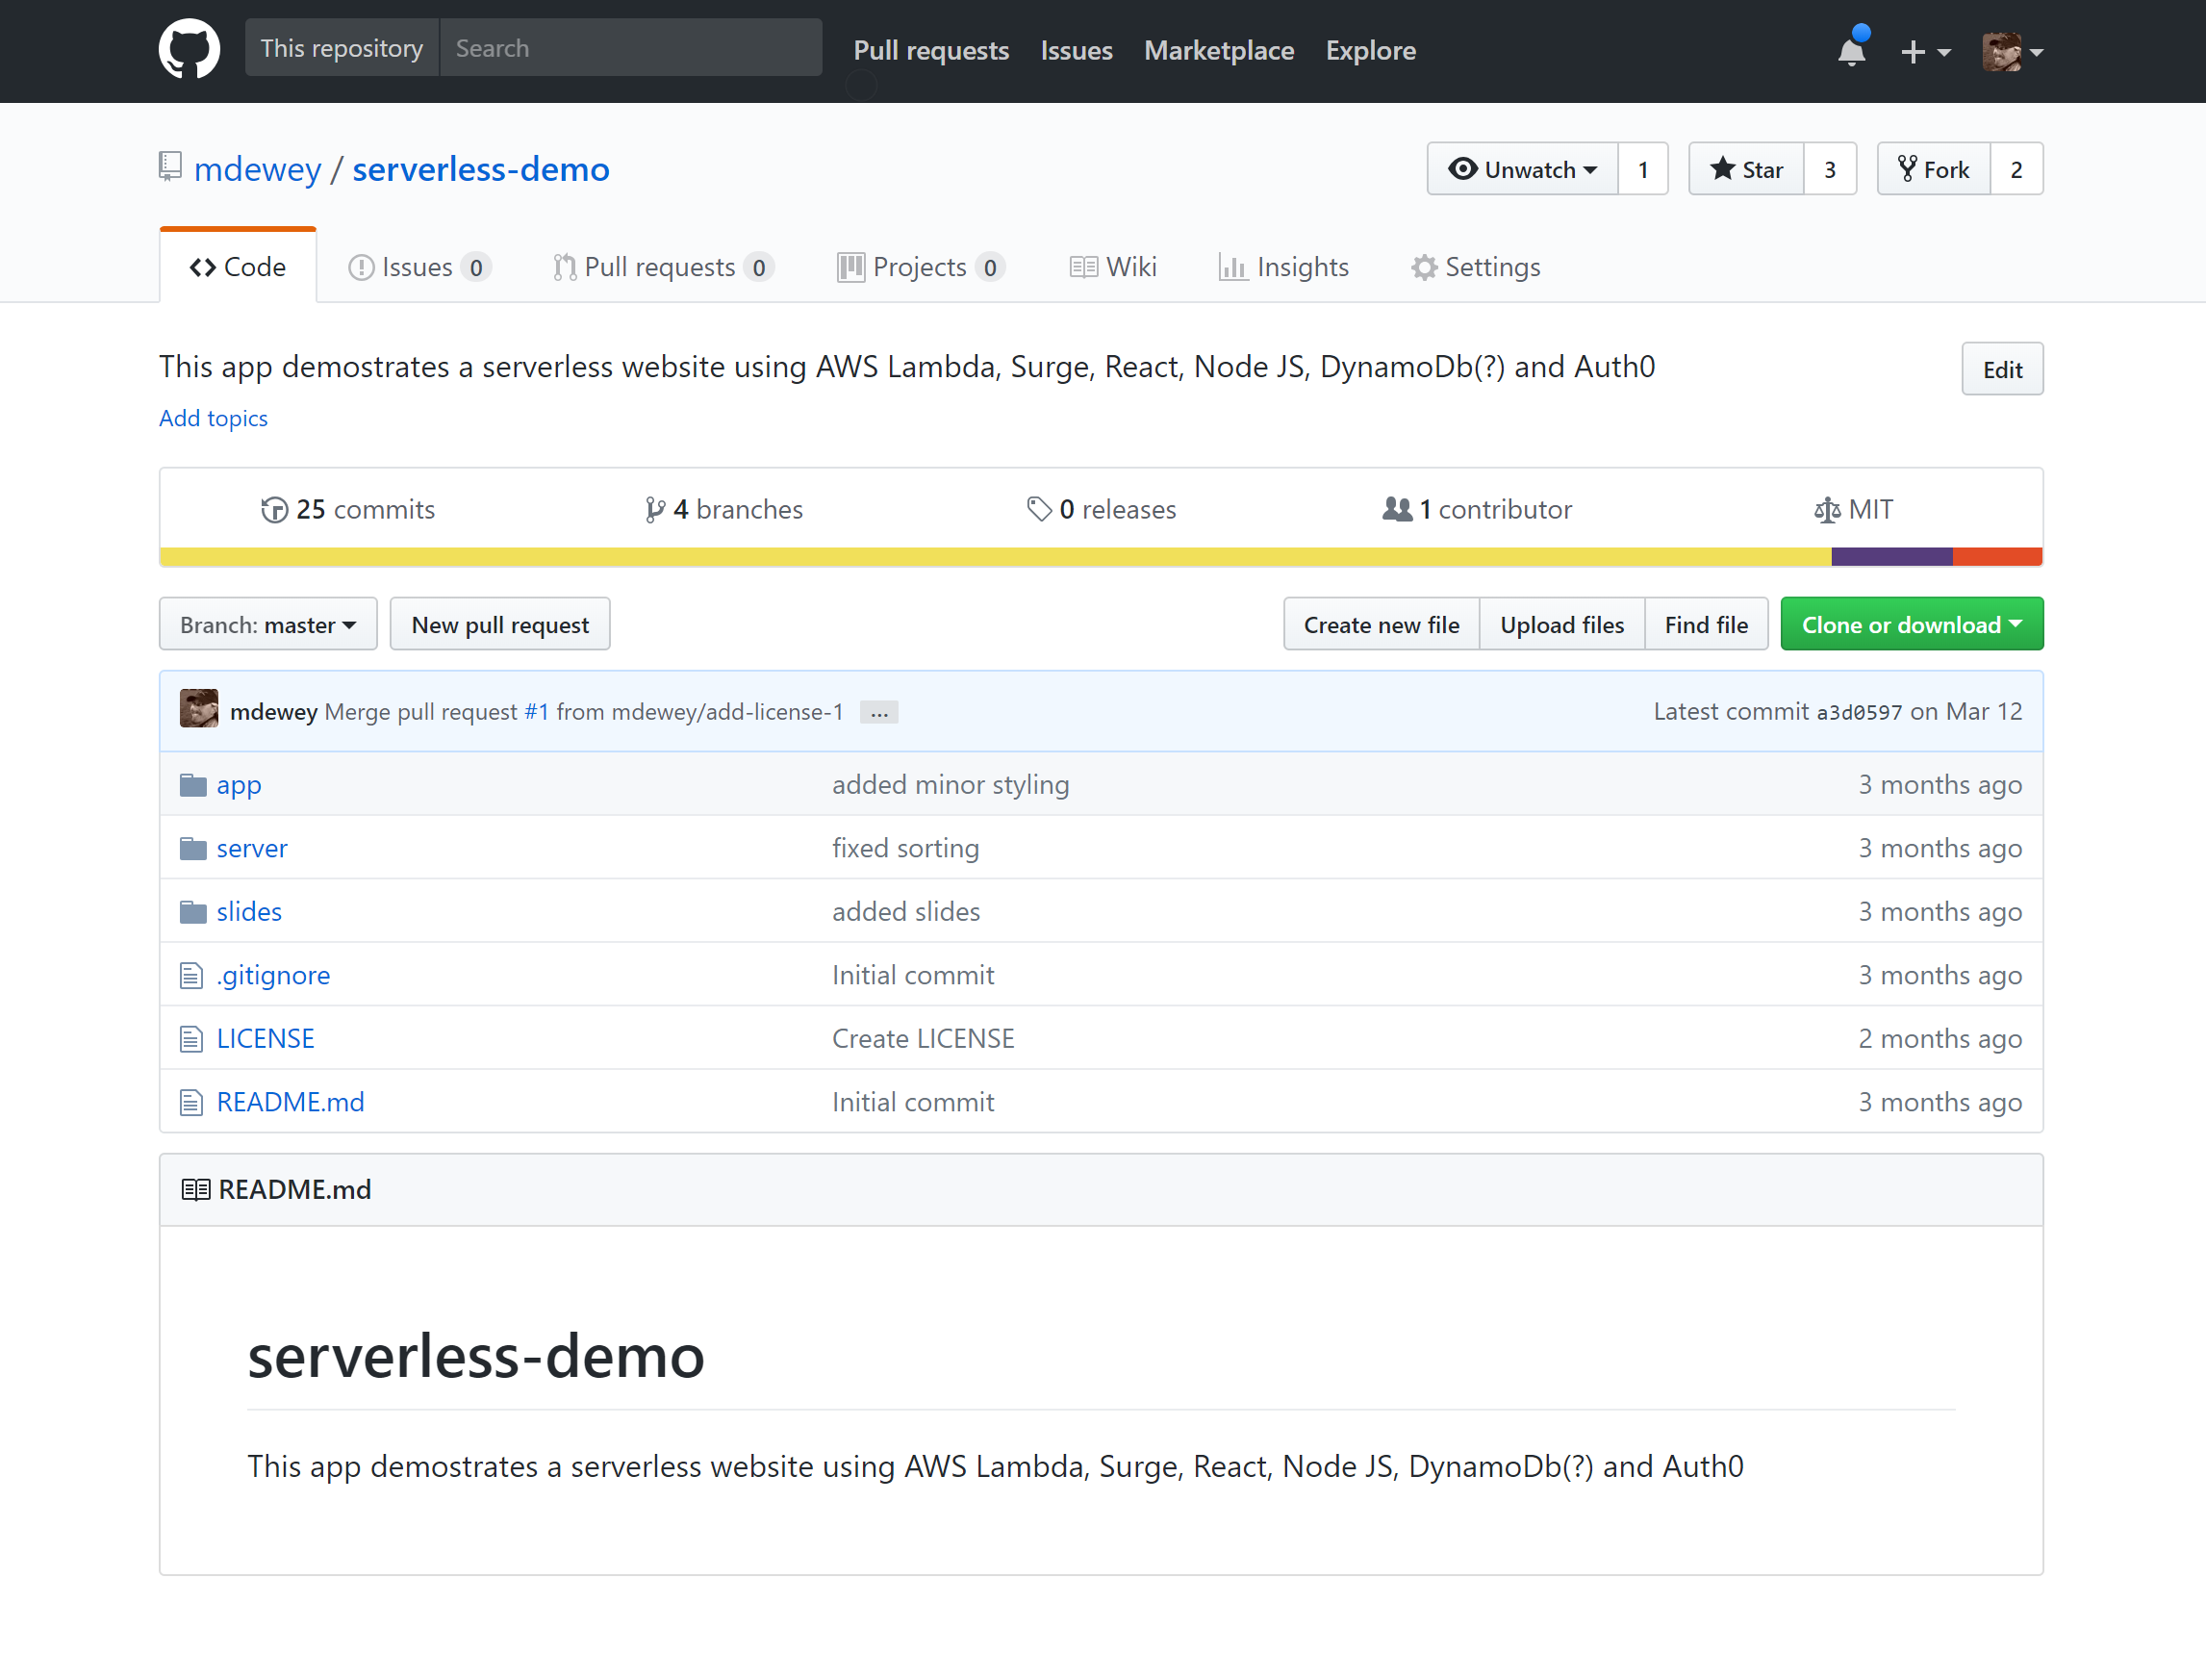 This repository Search Pull requests Issues Marketplace Explore
mdewey / serverless-demo Unwatch 1 Star 3 Fork 2
Code Issues 0 Pull requests 0 Projects 0 Wiki Insights Settings
This app demostrates a serverless website using AWS Lambda, Surge, React, Node JS, DynamoDb(?) and Auth0 Edit
Add topics
25 commits 4 branches 0 releases 1 contributor MIT
Branch: master New pull request Create new file Upload files Find file Clone or download
mdewey Merge pull request #1 from mdewey/add-license-1 ... Latest commit a3d0597 on Mar 12
app added minor styling 3 months ago
server fixed sorting 3 months ago
slides added slides 3 months ago
.gitignore Initial commit 3 months ago
LICENSE Create LICENSE 2 months ago
README.md Initial commit 3 months ago
README.md
serverless-demo
This app demostrates a serverless website using AWS Lambda, Surge, React, Node JS, DynamoDb(?) and Auth0